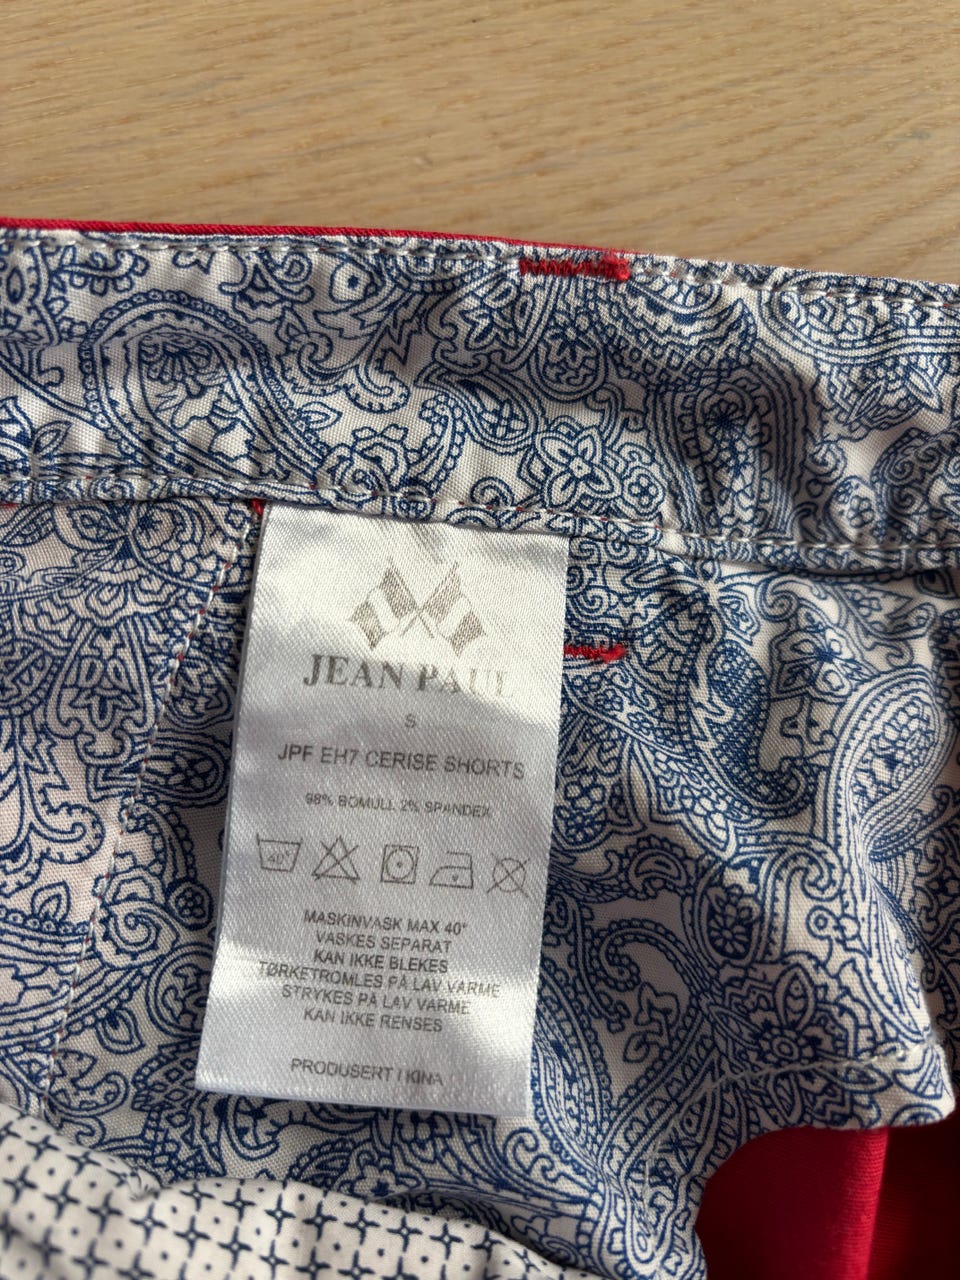 JEAN PAUL
S
JPF EH7 CERISE SHORTS
98% BOMULL 2% SPANDEX
40°
MASKINVASK MAX 40°
VASKES SEPARAT
KAN IKKE BLEKES
TØRKETROMLES PÅ LAV VARME
STRYKES PÅ LAV VARME
KAN IKKE RENSES
PRODUSERT I KINA